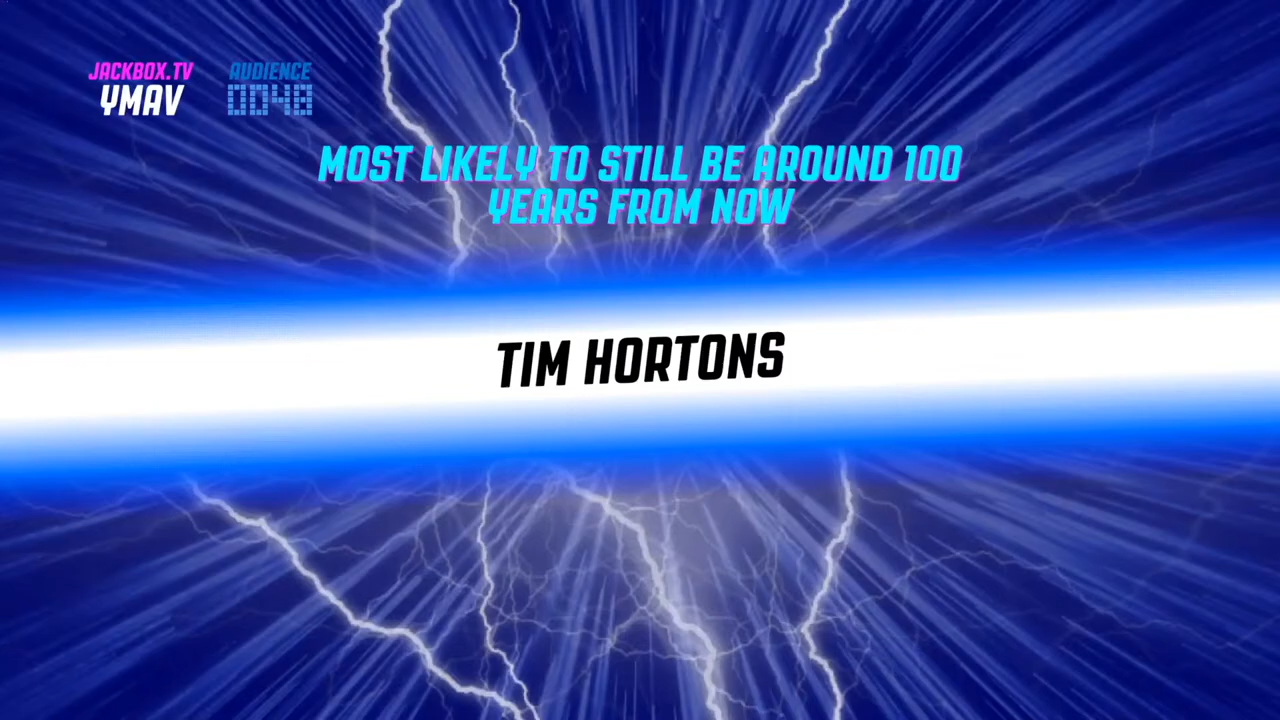 JACKBOX.TV
YMAV
AUDIENCE
0048
MOST LIKELY TO STILL BE AROUND 100
YEARS FROM NOW
TIM HORTONS